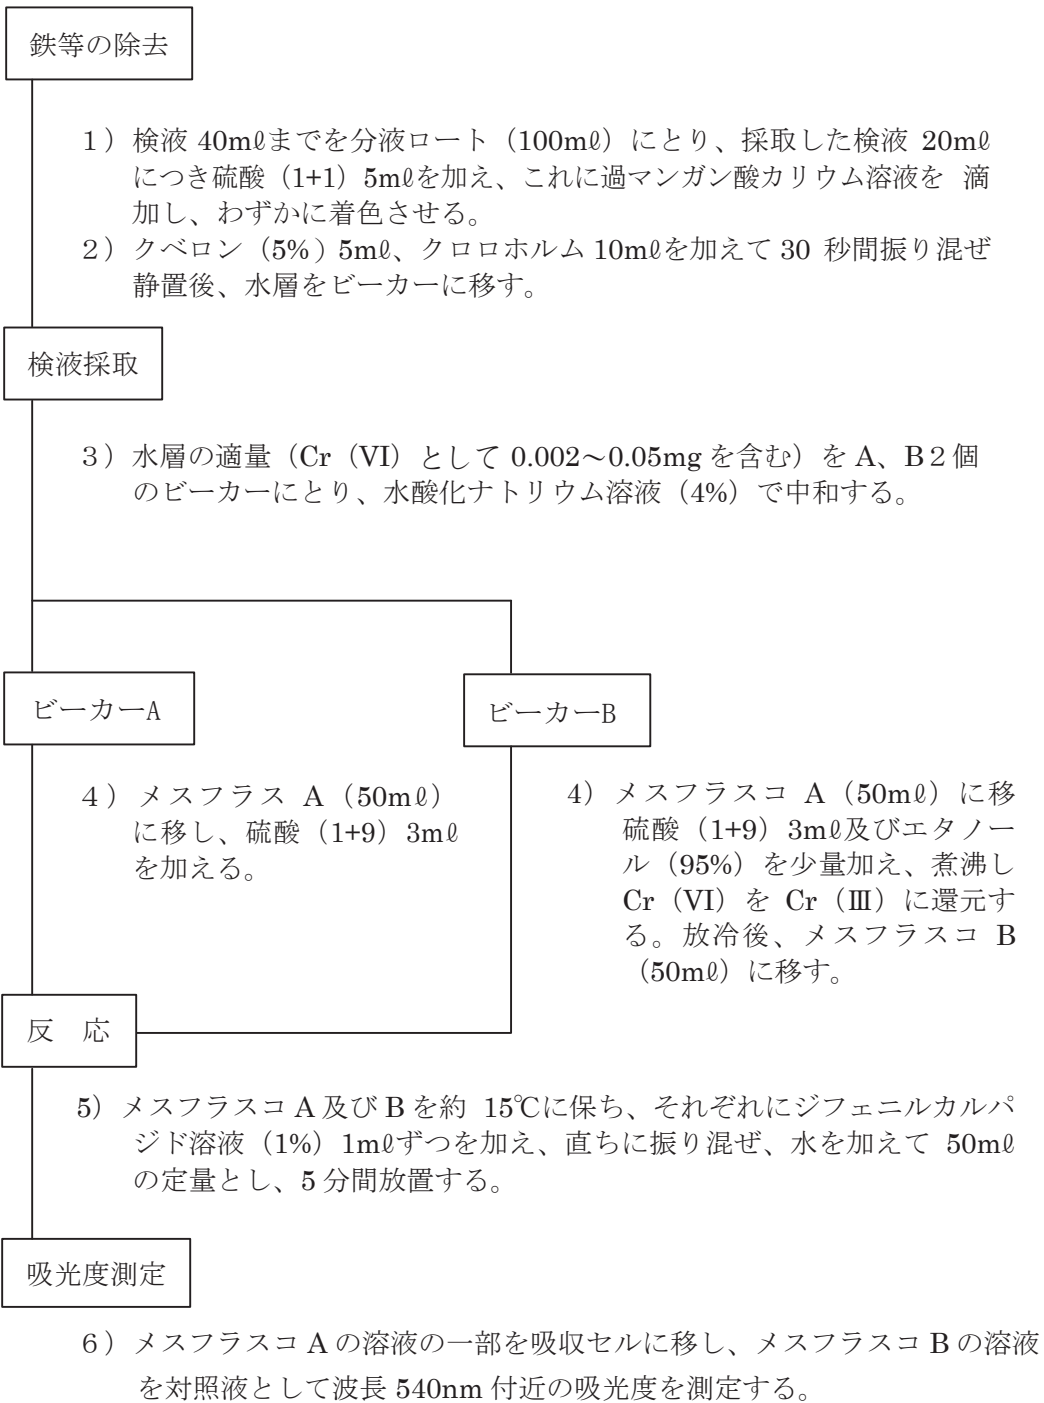 鉄等の除去
1)検液 40mℓまでを分液ロート(100mℓ)にとり、採取した検液 20mℓ
につき硫酸(1+1)5mℓを加え、これに過マンガン酸カリウム溶液を 滴
加し、わずかに着色させる。
2)クベロン(5%) 5mℓ、クロロホルム 10mℓを加えて 30 秒間振り混ぜ
静置後、水層をビーカーに移す。
検液採取
3)水層の適量(Cr(VI)として 0.002～0.05mg を含む)を A、B2個
のビーカーにとり、水酸化ナトリウム溶液(4%)で中和する。
ビーカーA
ビーカーB
4)メスフラス A(50mℓ)
に移し、硫酸(1+9)3mℓ
を加える。
4)メスフラスコ A(50mℓ)に移
硫酸(1+9)3mℓ及びエタノー
ル(95%)を少量加え、煮沸し
Cr(VI)を Cr(Ⅲ)に還元す
る。放冷後、メスフラスコ B
(50mℓ)に移す。
反 応
5)メスフラスコ A 及び B を約 15℃に保ち、それぞれにジフェニルカルパ
ジド溶液(1%)1mℓずつを加え、直ちに振り混ぜ、水を加えて 50mℓ
の定量とし、5 分間放置する。
吸光度測定
6)メスフラスコ A の溶液の一部を吸収セルに移し、メスフラスコ B の溶液
を対照液として波長 540nm 付近の吸光度を測定する。